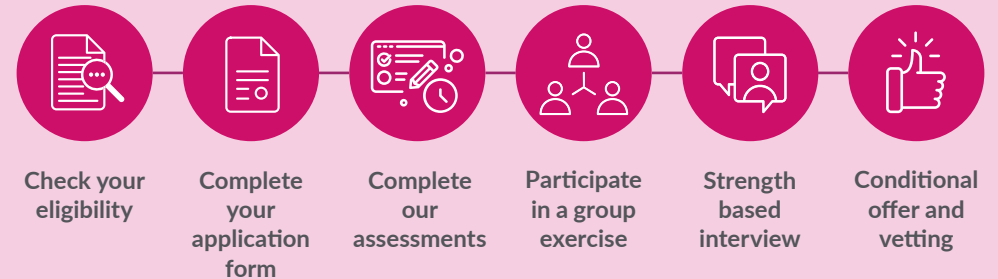 Check your
eligibility
Complete
your
application
form
Complete
our
assessments
Participate
in a group
exercise
Strength
based
interview
Conditional
offer and
vetting